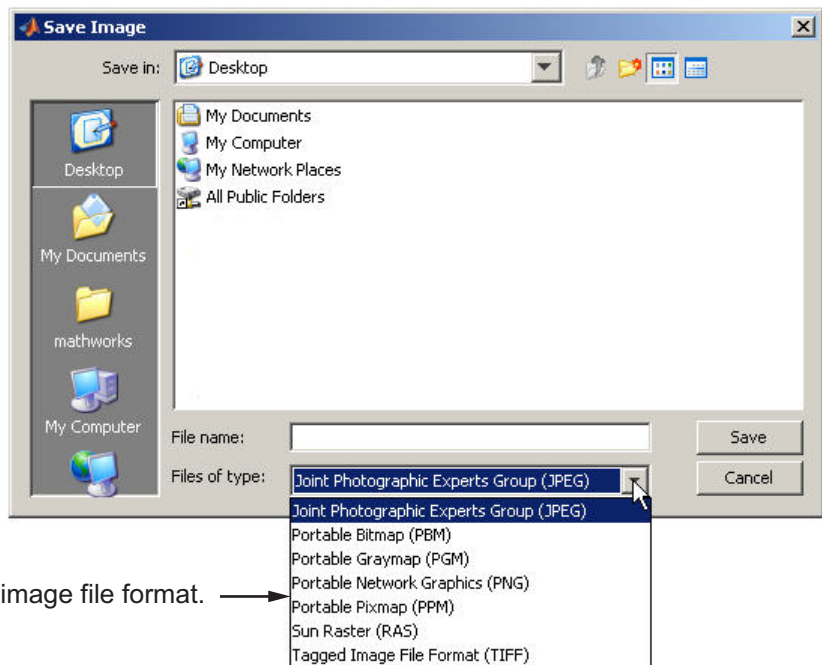 Save Image
Save in: Desktop
My Documents
My Computer
My Network Places
All Public Folders
Desktop
My Documents
mathworks
My Computer
File name:
Save
Files of type: Joint Photographic Experts Group (JPEG)
Cancel
Joint Photographic Experts Group (JPEG)
Portable Bitmap (PBM)
Portable Graymap (PGM)
Portable Network Graphics (PNG)
image file format.
Portable Pixmap (PPM)
Sun Raster (RAS)
Tagged Image File Format (TIFF)